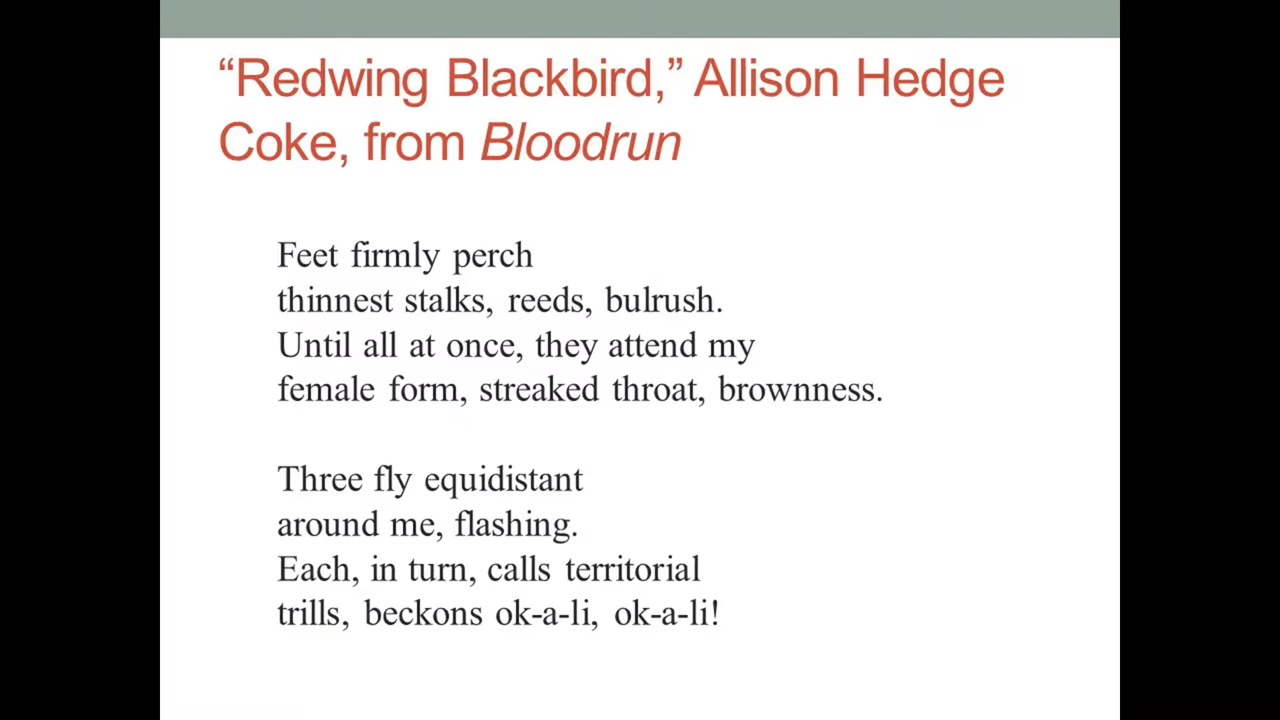 “Redwing Blackbird,” Allison Hedge
Coke, from Bloodrun
Feet firmly perch
thinnest stalks, reeds, bulrush.
Until all at once, they attend my
female form, streaked throat, brownness.
Three fly equidistant
around me, flashing.
Each, in turn, calls territorial
trills, beckons ok-a-li, ok-a-li!